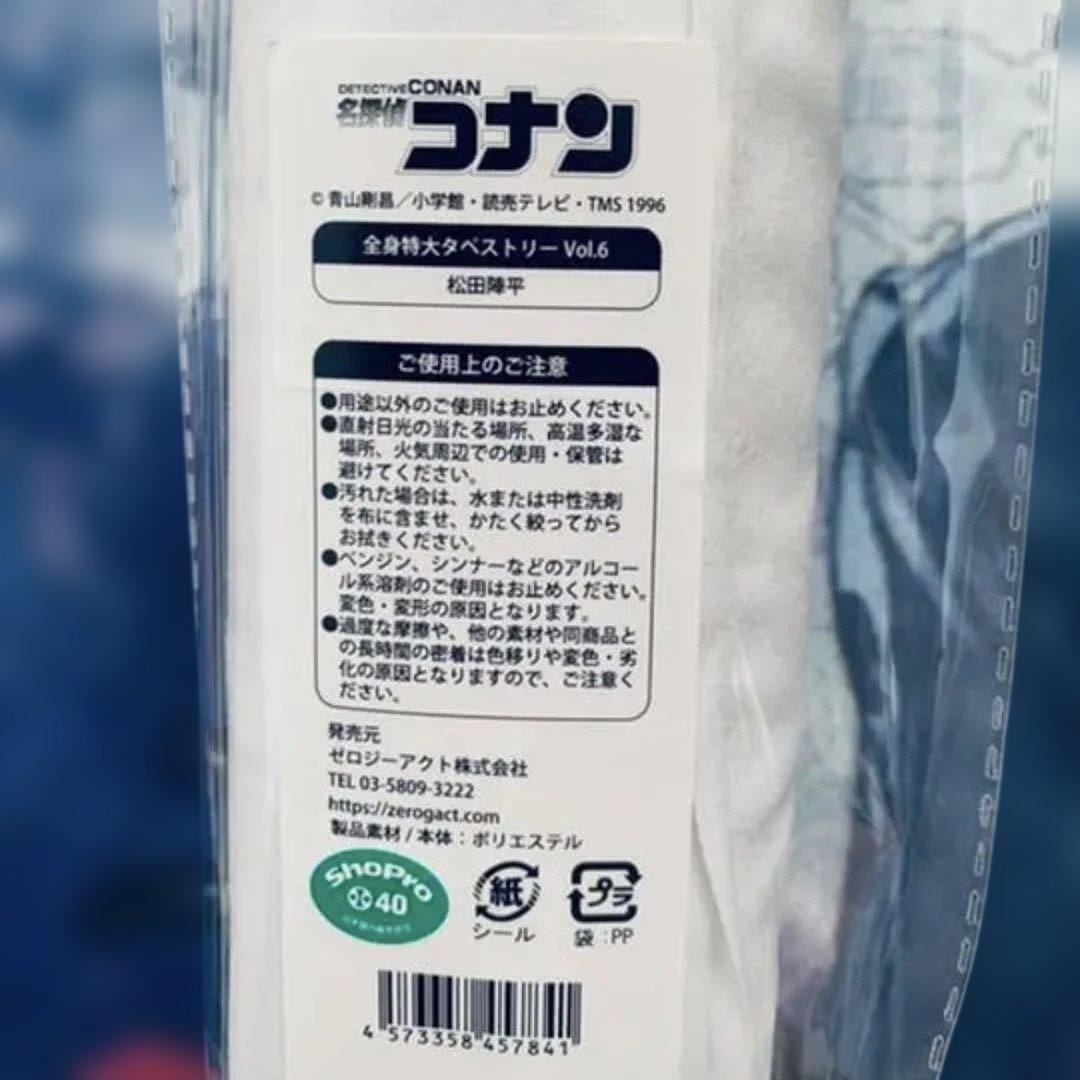 DETECTIVE CONAN
名探偵コナン
© 青山剛昌／小学館・読売テレビ・TMS 1996
全身特大タペストリー Vol.6
松田陣平
ご使用上のご注意
●用途以外のご使用はお止めください。
●直射日光の当たる場所、高温多湿な
場所、火気周辺での使用・保管は
避けてください。
●汚れた場合は、水または中性洗剤
を布に含ませ、かたく絞ってから
お拭きください。
●ベンジン、シンナーなどのアルコー
ル系溶剤のご使用はお止めください。
変色・変形の原因となります。
●過度な摩擦や、他の素材や同商品と
の長時間の密着は色移りや変色・劣
化の原因となりますので、ご注意く
ださい。
発売元
ゼロジーアクト株式会社
TEL 03-5809-3222
https://zerogact.com
製品素材 / 本体：ポリエステル
ShoPro
40
紙
シール
プラ
袋：PP
4 573358 457841